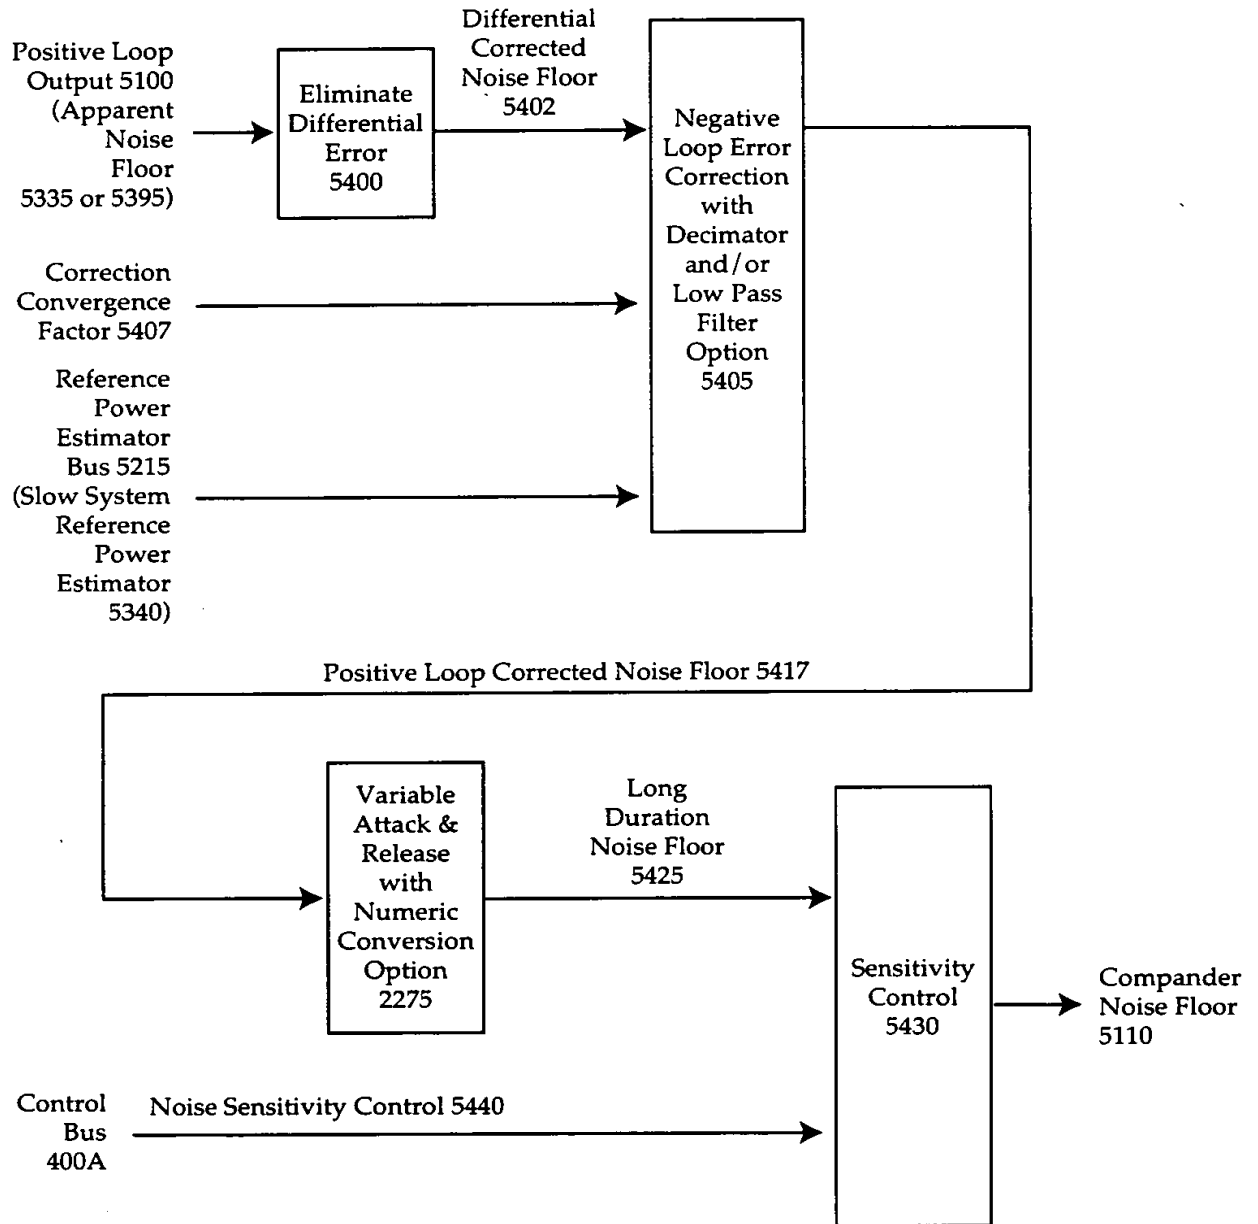 Positive Loop
Output 5100
(Apparent
Noise
Floor
5335 or 5395)
Eliminate
Differential
Error
5400
Differential
Corrected
Noise Floor
5402
Negative
Loop Error
Correction
with
Decimator
and/or
Low Pass
Filter
Option
5405
Correction
Convergence
Factor 5407
Reference
Power
Estimator
Bus 5215
(Slow System
Reference
Power
Estimator
5340)
Positive Loop Corrected Noise Floor 5417
Variable
Attack &
Release
with
Numeric
Conversion
Option
2275
Long
Duration
Noise Floor
5425
Sensitivity
Control
5430
Compander
Noise Floor
5110
Control
Bus
400A
Noise Sensitivity Control 5440